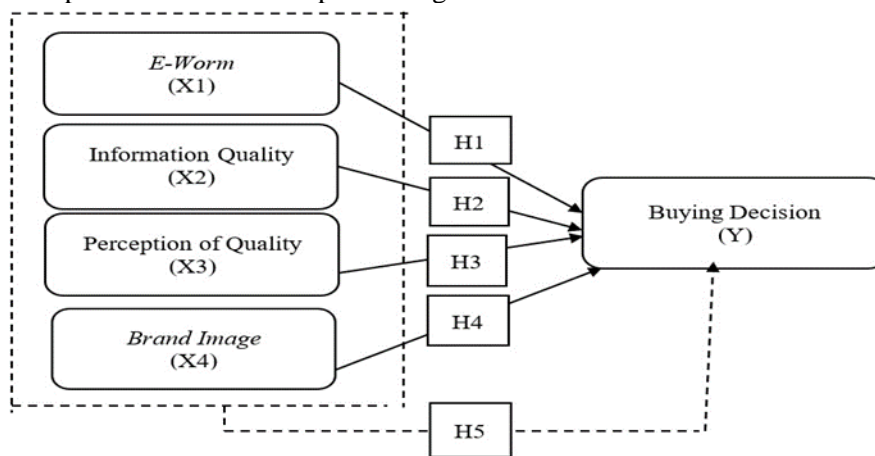 E-Worm
(X1)
Information Quality
(X2)
Perception of Quality
(X3)
Brand Image
(X4)
H1
H2
H3
H4
H5
Buying Decision
(Y)